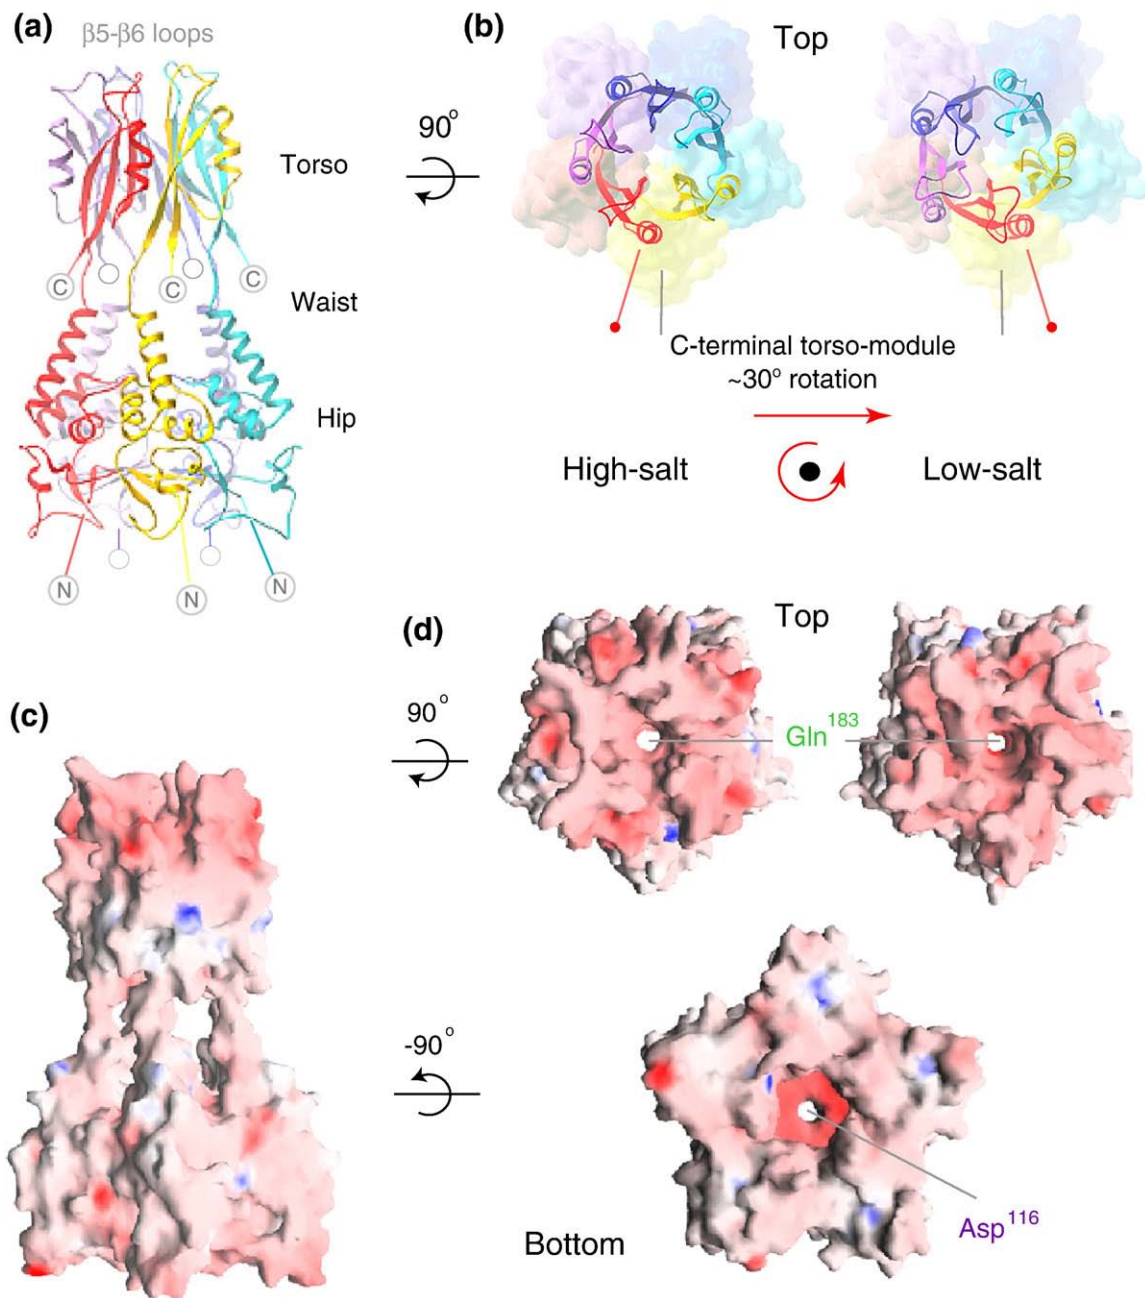 (a)
β5-β6 loops
Torso
C
C
C
Waist
Hip
N
N
N
(b)
Top
90°
C-terminal torso-module
~30° rotation
High-salt
Low-salt
(c)
(d)
Top
90°
Gln183
-90°
Asp116
Bottom